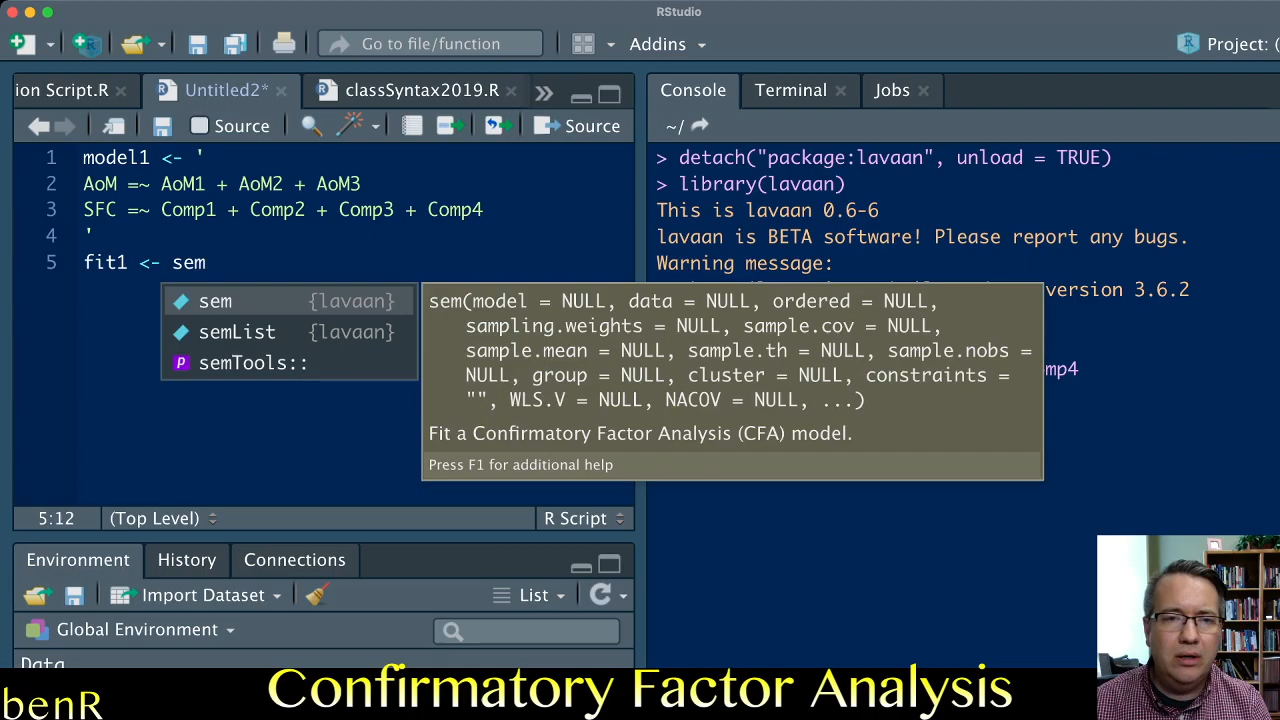 RStudio
Go to file/function
Addins
Project: (
ion Script.R
Untitled2*
classSyntax2019.R
Source
Source
1 model1 <- '
2 AoM =~ AoM1 + AoM2 + AoM3
3 SFC =~ Comp1 + Comp2 + Comp3 + Comp4
4 '
5 fit1 <- sem
sem {lavaan}
semList {lavaan}
semTools::
sem(model = NULL, data = NULL, ordered = NULL,
sampling.weights = NULL, sample.cov = NULL,
sample.mean = NULL, sample.th = NULL, sample.nobs =
NULL, group = NULL, cluster = NULL, constraints =
"", WLS.V = NULL, NACOV = NULL, ...)
Fit a Confirmatory Factor Analysis (CFA) model.
Press F1 for additional help
5:12
(Top Level)
R Script
Console
Terminal
Jobs
~/
> detach("package:lavaan", unload = TRUE)
> library(lavaan)
This is lavaan 0.6-6
lavaan is BETA software! Please report any bugs.
Warning message:
version 3.6.2
mp4
Environment
History
Connections
Import Dataset
List
Global Environment
Data
benR
Confirmatory Factor Analysis